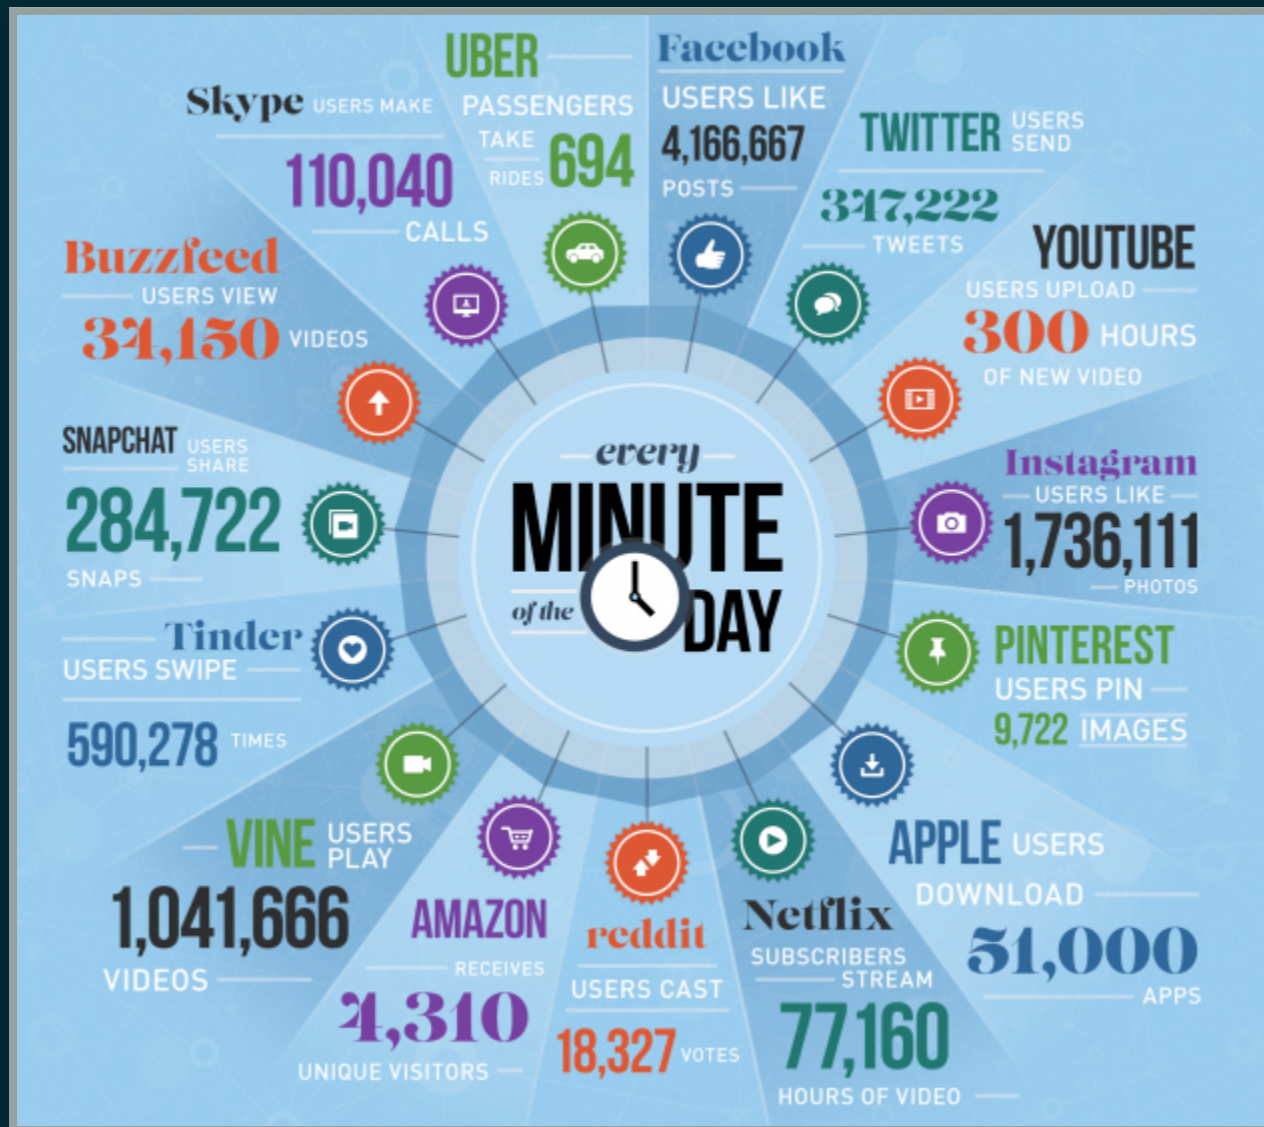 every
MINUTE
of the DAY
Facebook
USERS LIKE
4,166,667
POSTS
TWITTER USERS SEND
347,222
TWEETS
YOUTUBE
USERS UPLOAD
300 HOURS
OF NEW VIDEO
Instagram
USERS LIKE
1,736,111
PHOTOS
PINTEREST
USERS PIN
9,722 IMAGES
APPLE USERS
DOWNLOAD
51,000
APPS
Netflix
SUBSCRIBERS
STREAM
77,160
HOURS OF VIDEO
reddit
USERS CAST
18,327 VOTES
AMAZON
RECEIVES
4,310
UNIQUE VISITORS
VINE USERS PLAY
1,041,666
VIDEOS
Tinder
USERS SWIPE
590,278 TIMES
SNAPCHAT USERS SHARE
284,722
SNAPS
Buzzfeed
USERS VIEW
34,150 VIDEOS
Skype USERS MAKE
110,040
CALLS
UBER
PASSENGERS
TAKE
RIDES 694